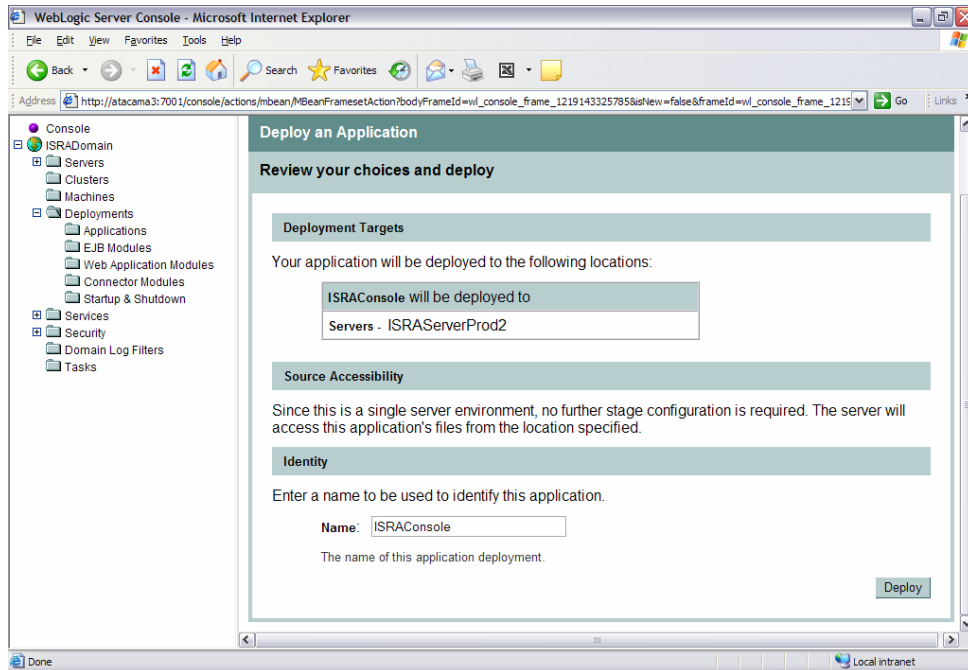 WebLogic Server Console - Microsoft Internet Explorer
File Edit View Favorites Tools Help
Back Search Favorites
Address http://atacama3:7001/console/actions/mbean/MBeanFramesetAction?bodyFrameId=wl_console_frame_1219143325785&isNew=false&frameId=wl_console_frame_1219 Go Links
Console
ISRADomain
Servers
Clusters
Machines
Deployments
Applications
EJB Modules
Web Application Modules
Connector Modules
Startup & Shutdown
Services
Security
Domain Log Filters
Tasks
Deploy an Application
Review your choices and deploy
Deployment Targets
Your application will be deployed to the following locations:
ISRAConsole will be deployed to
Servers - ISRAServerProd2
Source Accessibility
Since this is a single server environment, no further stage configuration is required. The server will
access this application's files from the location specified.
Identity
Enter a name to be used to identify this application.
Name: ISRAConsole
The name of this application deployment.
Deploy
Done Local intranet